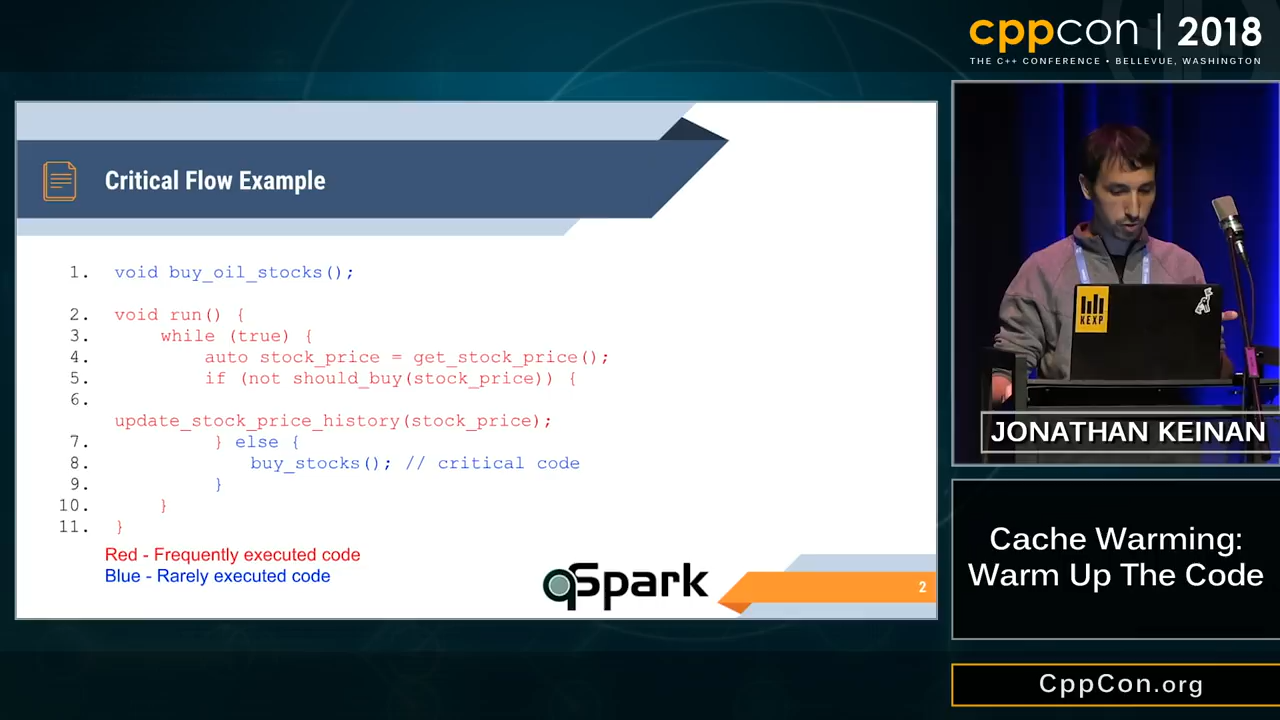 cppcon | 2018
THE C++ CONFERENCE • BELLEVUE, WASHINGTON
Critical Flow Example
1. void buy_oil_stocks();
2. void run() {
3. while (true) {
4. auto stock_price = get_stock_price();
5. if (not should_buy(stock_price)) {
6.
update_stock_price_history(stock_price);
7. } else {
8. buy_stocks(); // critical code
9. }
10. }
11. }
Red - Frequently executed code
Blue - Rarely executed code
qSpark
2
KEXP
JONATHAN KEINAN
Cache Warming:
Warm Up The Code
CppCon.org